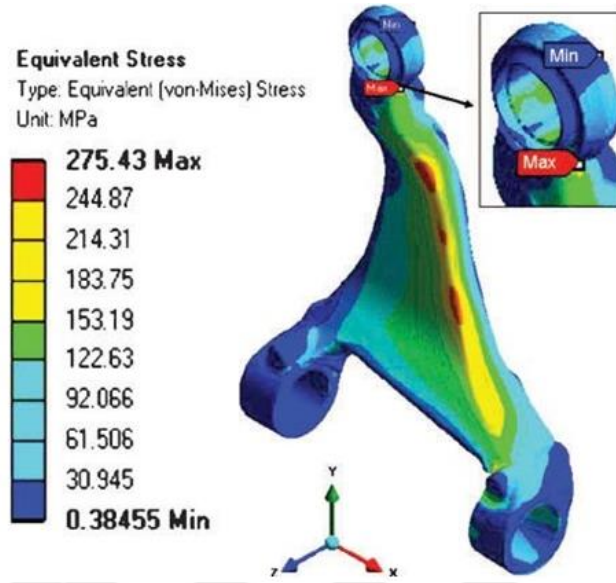 Equivalent Stress
Type: Equivalent (von-Mises) Stress
Unit: MPa
275.43 Max
244.87
214.31
183.75
153.19
122.63
92.066
61.506
30.945
0.38455 Min
Min
Max
Min
Max
Y
Z
X